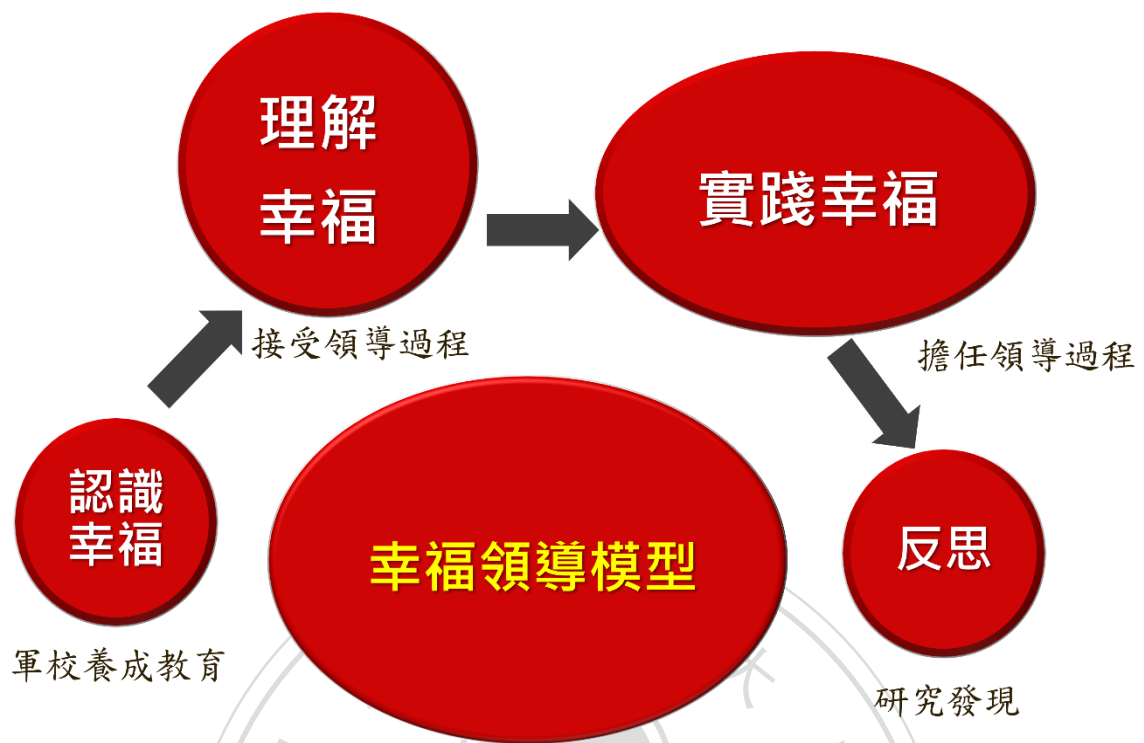 理解
幸福
實踐幸福
接受領導過程
擔任領導過程
認識
幸福
幸福領導模型
反思
軍校養成教育
研究發現
大